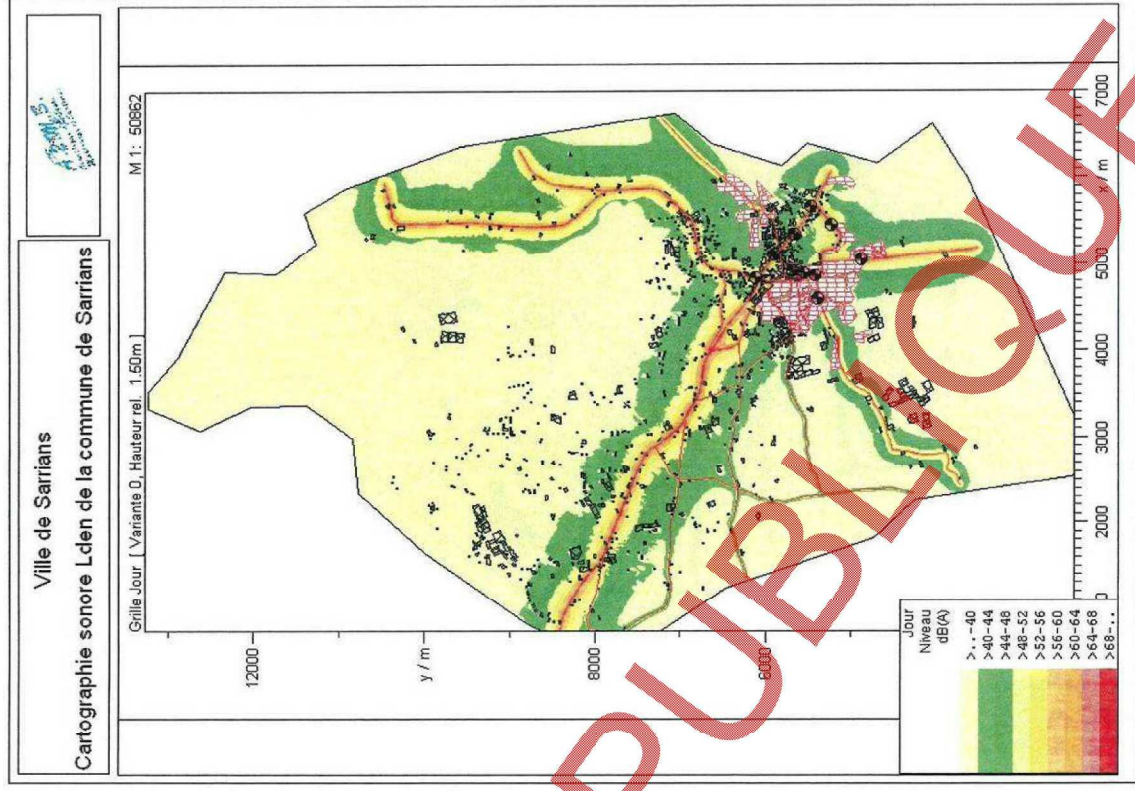 Ville de Sarrians
Cartographie sonore Lden de la commune de Sarrians
Grille Jour [ Variante 0, Hauteur rel. 1.50m ]
M 1: 50862
12000
y / m
8000
6000
2000
3000
4000
5000
x / m
7000
Jour
Niveau
dB(A)
>..-40
>40-44
>44-48
>48-52
>52-56
>56-60
>60-64
>64-68
>68-..
PUBLIQUE